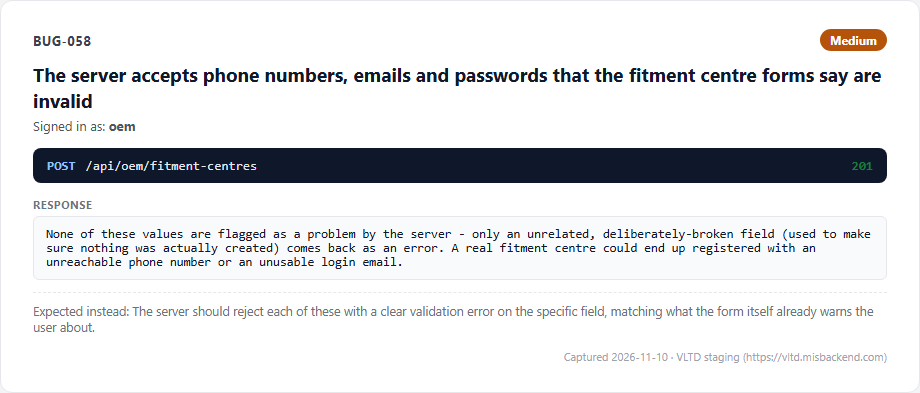 BUG-058
Medium
The server accepts phone numbers, emails and passwords that the fitment centre forms say are
invalid
Signed in as: oem
POST /api/oem/fitment-centres
201
RESPONSE
None of these values are flagged as a problem by the server - only an unrelated, deliberately-broken field (used to make
sure nothing was actually created) comes back as an error. A real fitment centre could end up registered with an
unreachable phone number or an unusable login email.
Expected instead: The server should reject each of these with a clear validation error on the specific field, matching what the form itself already warns the
user about.
Captured 2026-11-10 · VLTD staging (https://vltd.misbackend.com)